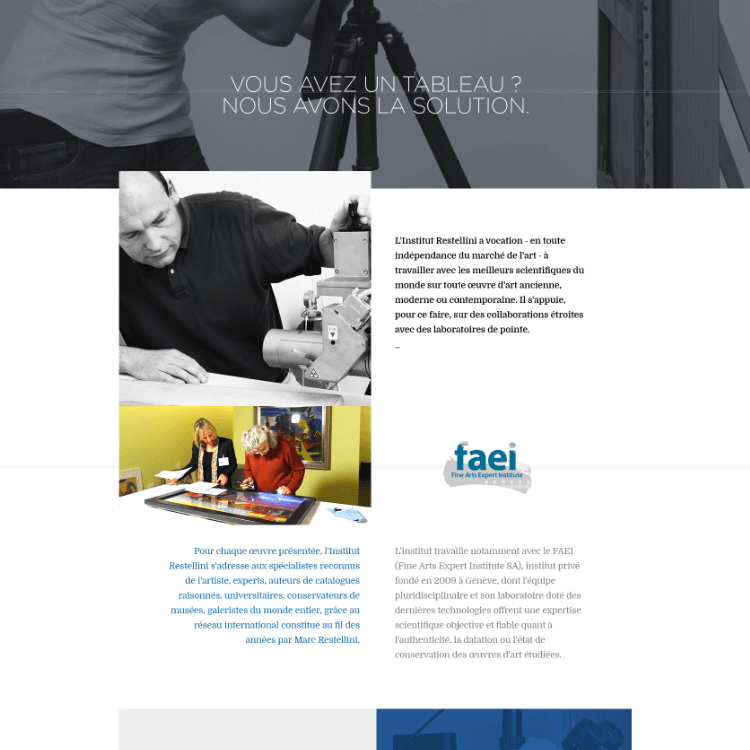 VOUS AVEZ UN TABLEAU ?
NOUS AVONS LA SOLUTION.
L'Institut Restellini a vocation - en toute
indépendance du marché de l'art - à
travailler avec les meilleurs scientifiques du
monde sur toute œuvre d'art ancienne,
moderne ou contemporaine. Il s'appuie,
pour ce faire, sur des collaborations étroites
avec des laboratoires de pointe.
–
faei
Fine Arts Expert Institute
Pour chaque œuvre présentée, l'Institut
Restellini s'adresse aux spécialistes reconnus
de l'artiste, experts, auteurs de catalogues
raisonnés, universitaires, conservateurs de
musées, galeristes du monde entier, grâce au
réseau international constitué au fil des
années par Marc Restellini.
L'institut travaille notamment avec le FAEI
(Fine Arts Expert Institute SA), institut privé
fondé en 2009 à Genève, dont l'équipe
pluridisciplinaire et son laboratoire doté des
dernières technologies offrent une expertise
scientifique objective et fiable quant à
l'authenticité, la datation ou l'état de
conservation des œuvres d'art étudiées.